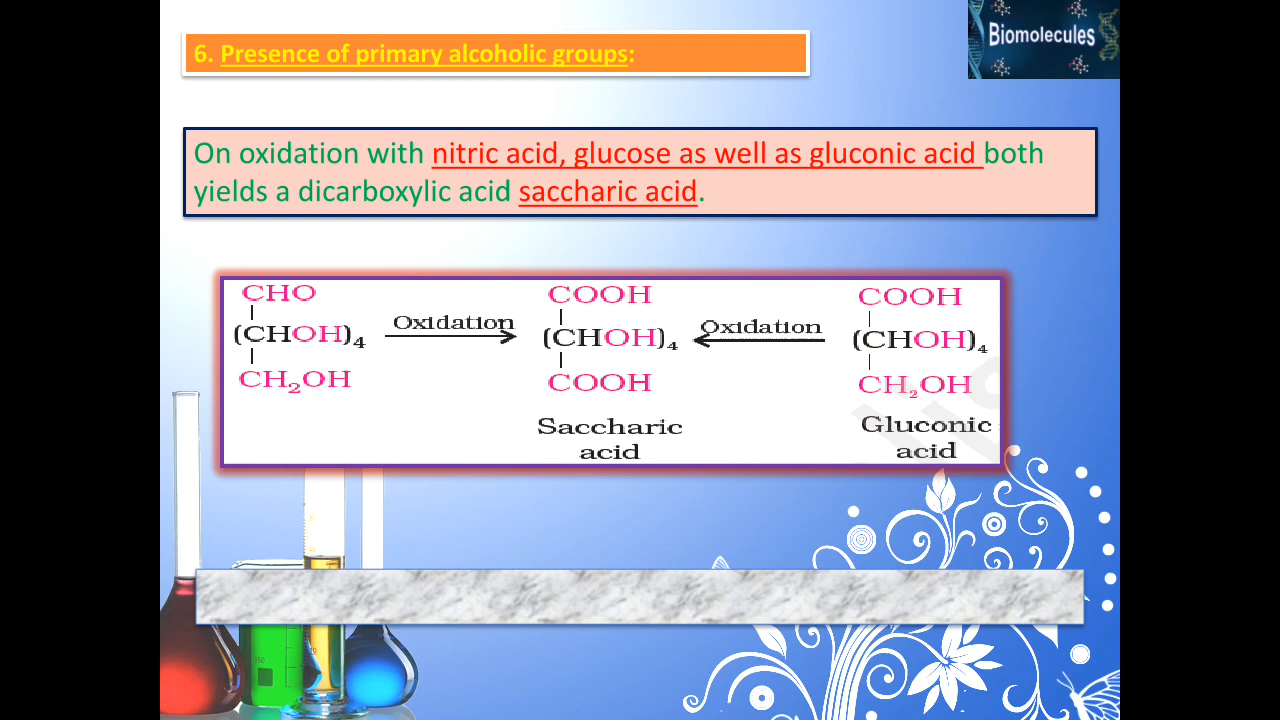 Biomolecules
6. Presence of primary alcoholic groups:
On oxidation with nitric acid, glucose as well as gluconic acid both
yields a dicarboxylic acid saccharic acid.
CHO
(CHOH)₄
CH₂OH
Oxidation
COOH
(CHOH)₄
COOH
Saccharic
acid
Oxidation
COOH
(CHOH)₄
CH₂OH
Gluconic
acid